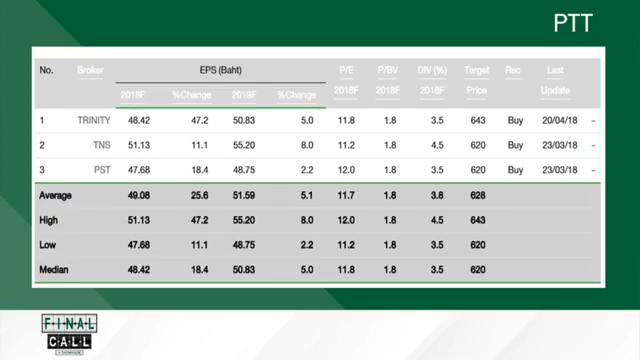 PTT
No. Broker EPS (Baht) P/E P/BV DIV (%) Target Rec Last
2018F %Change 2019F %Change 2018F 2018F 2018F Price Update
1 TRINITY 48.42 47.2 50.83 5.0 11.8 1.8 3.5 643 Buy 20/04/18 -
2 TNS 51.13 11.1 55.20 8.0 11.2 1.8 4.5 620 Buy 23/03/18 -
3 PST 47.68 18.4 48.75 2.2 12.0 1.8 3.5 620 Buy 23/03/18 -
Average 49.08 25.6 51.59 5.1 11.7 1.8 3.8 628
High 51.13 47.2 55.20 8.0 12.0 1.8 4.5 643
Low 47.68 11.1 48.75 2.2 11.2 1.8 3.5 620
Median 48.42 18.4 50.83 5.0 11.8 1.8 3.5 620
FINAL
CALL